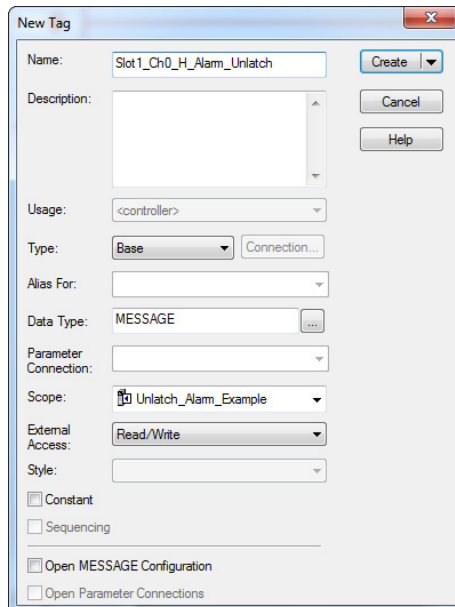 New Tag
Name: Slot1_Ch0_H_Alarm_Unlatch Create
Description: Cancel
Help
Usage: <controller>
Type: Base Connection...
Alias For:
Data Type: MESSAGE ...
Parameter
Connection:
Scope: Unlatch_Alarm_Example
External
Access: Read/Write
Style:
Constant
Sequencing
Open MESSAGE Configuration
Open Parameter Connections